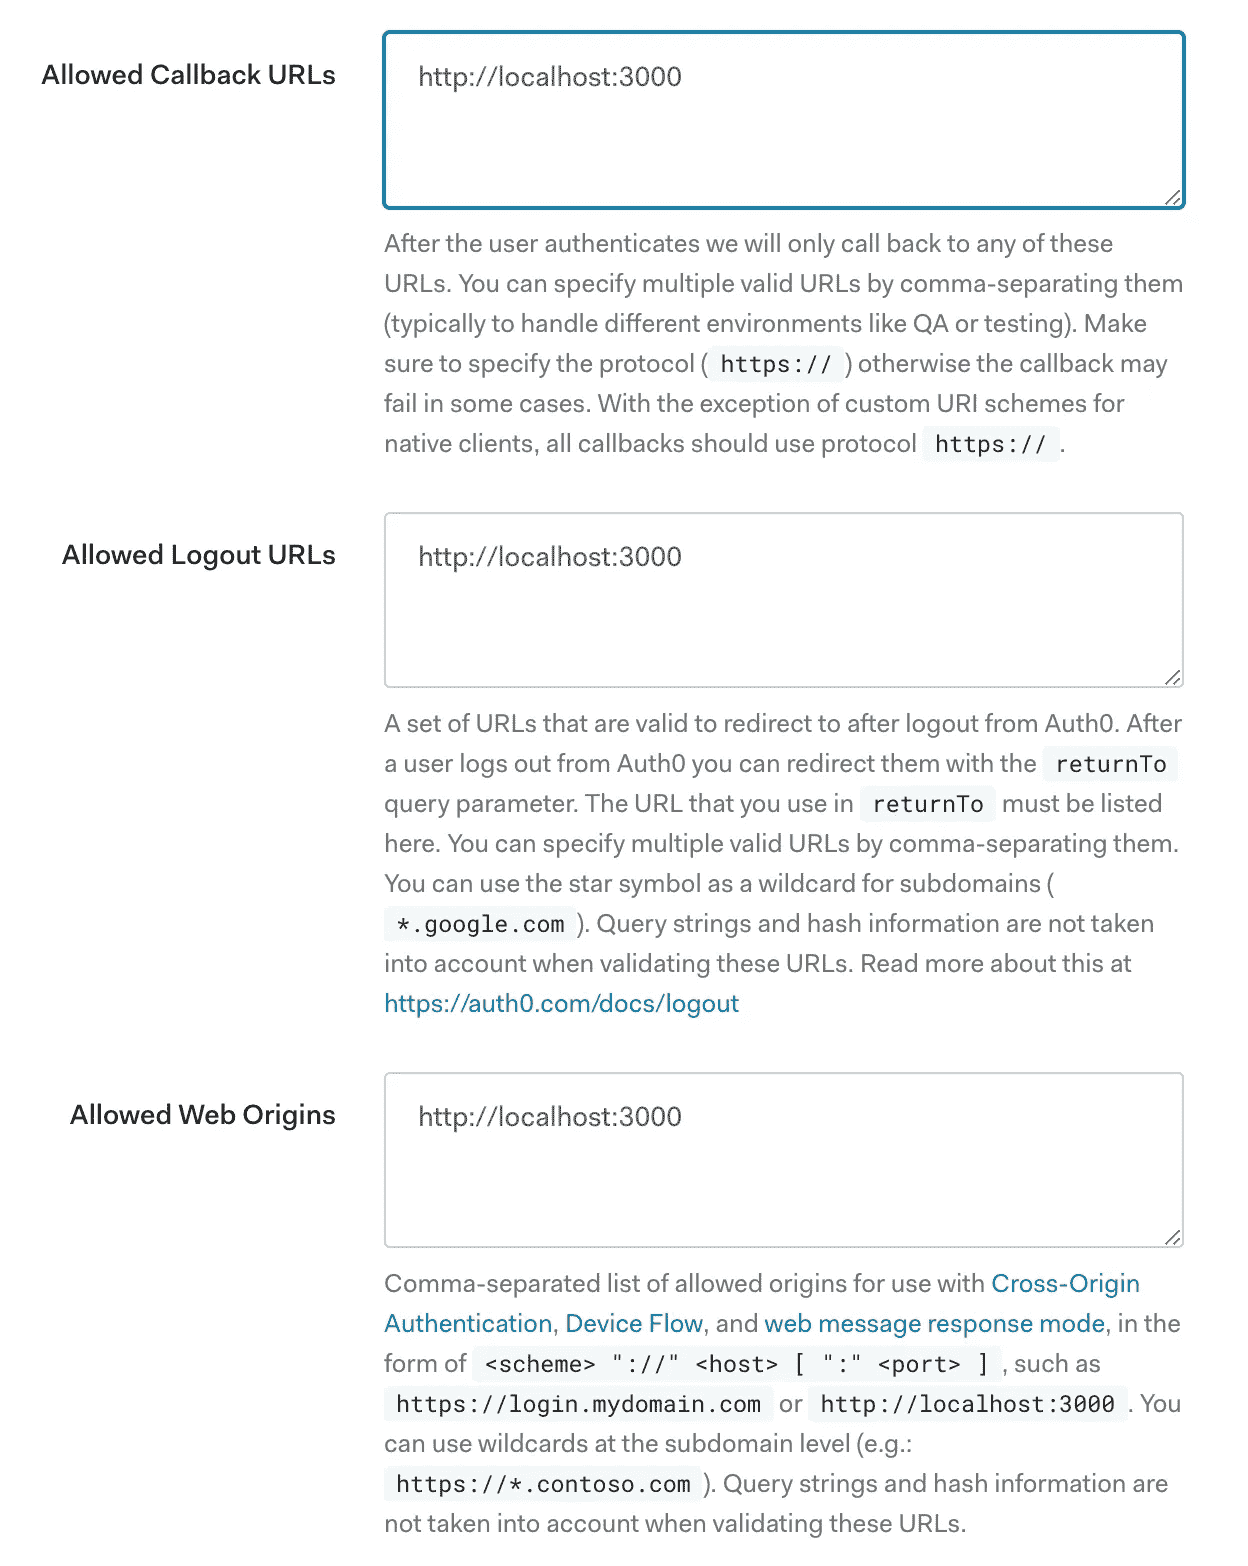 Allowed Callback URLs
http://localhost:3000
After the user authenticates we will only call back to any of these
URLs. You can specify multiple valid URLs by comma-separating them
(typically to handle different environments like QA or testing). Make
sure to specify the protocol ( https:// ) otherwise the callback may
fail in some cases. With the exception of custom URI schemes for
native clients, all callbacks should use protocol https:// .
Allowed Logout URLs
http://localhost:3000
A set of URLs that are valid to redirect to after logout from Auth0. After
a user logs out from Auth0 you can redirect them with the returnTo
query parameter. The URL that you use in returnTo must be listed
here. You can specify multiple valid URLs by comma-separating them.
You can use the star symbol as a wildcard for subdomains (
*.google.com ). Query strings and hash information are not taken
into account when validating these URLs. Read more about this at
https://auth0.com/docs/logout
Allowed Web Origins
http://localhost:3000
Comma-separated list of allowed origins for use with Cross-Origin
Authentication, Device Flow, and web message response mode, in the
form of <scheme> "://" <host> [ ":" <port> ] , such as
https://login.mydomain.com or http://localhost:3000 . You
can use wildcards at the subdomain level (e.g.:
https://*.contoso.com ). Query strings and hash information are
not taken into account when validating these URLs.